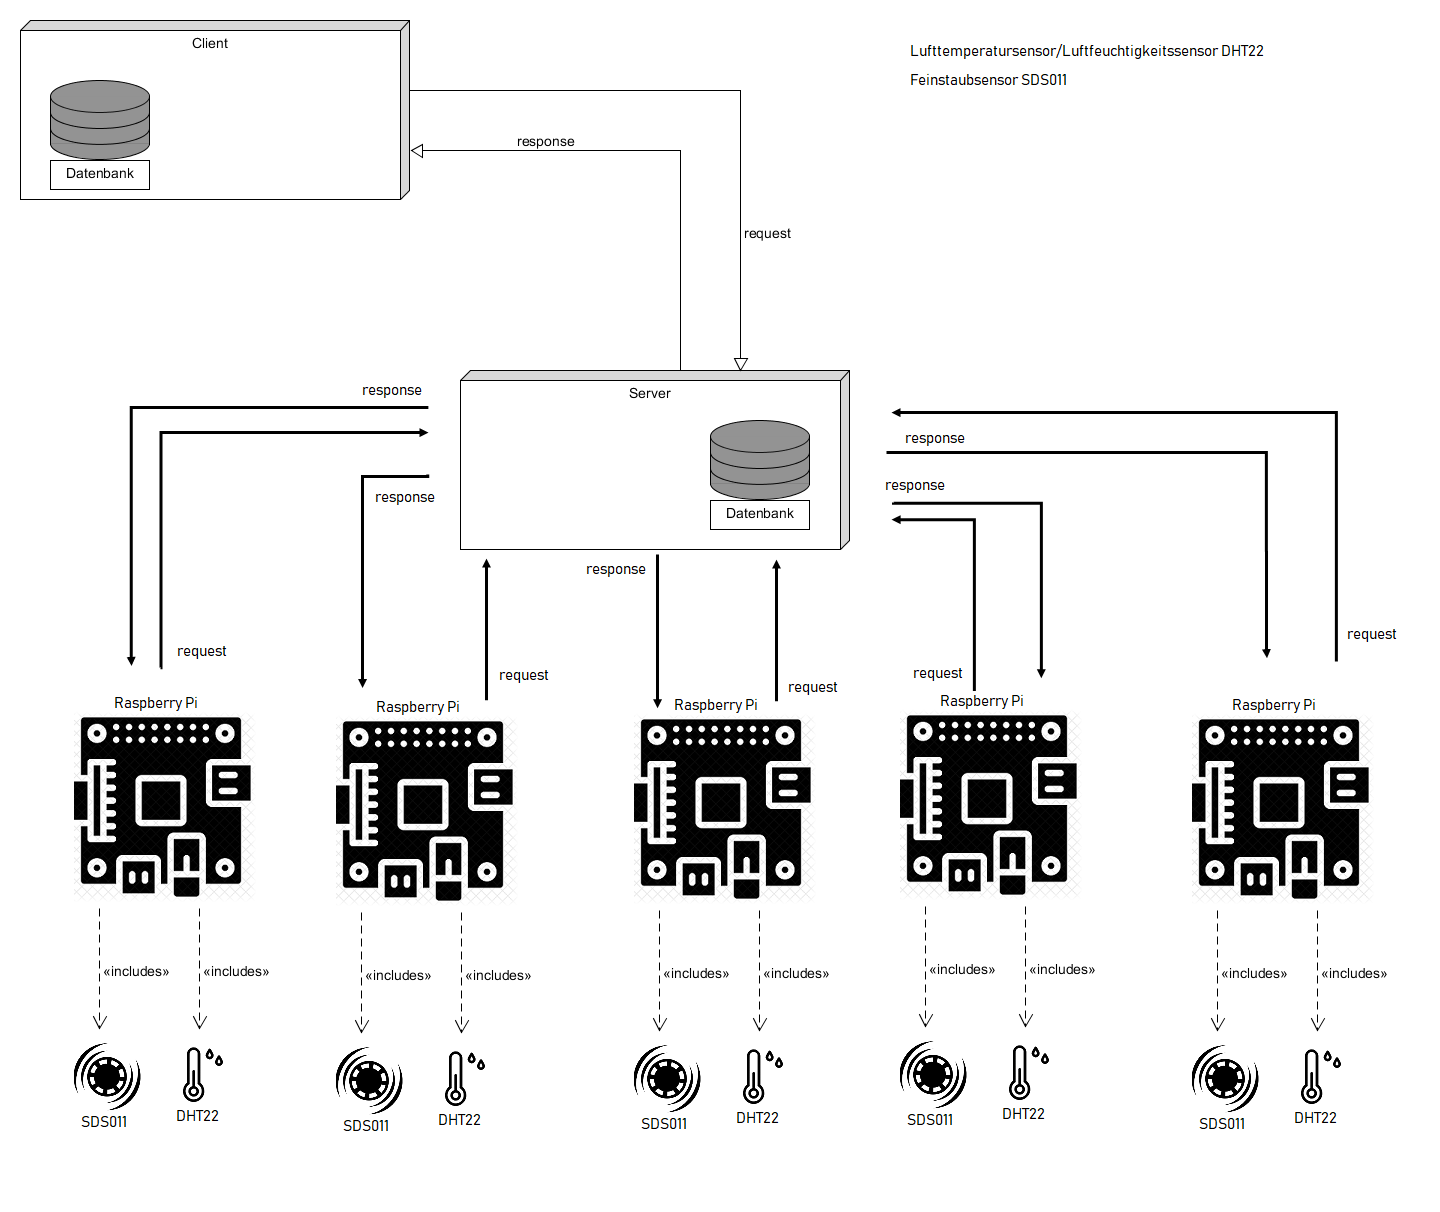 Client
Lufttemperatursensor/Luftfeuchtigkeitssensor DHT22
Feinstaubsensor SDS011
Datenbank
response
request
Server
response
response
response
response
Datenbank
response
request
request
request
request
request
Raspberry Pi
Raspberry Pi
Raspberry Pi
Raspberry Pi
Raspberry Pi
«includes»
«includes»
«includes»
«includes»
«includes»
«includes»
«includes»
«includes»
«includes»
«includes»
SDS011
DHT22
SDS011
DHT22
SDS011
DHT22
SDS011
DHT22
SDS011
DHT22